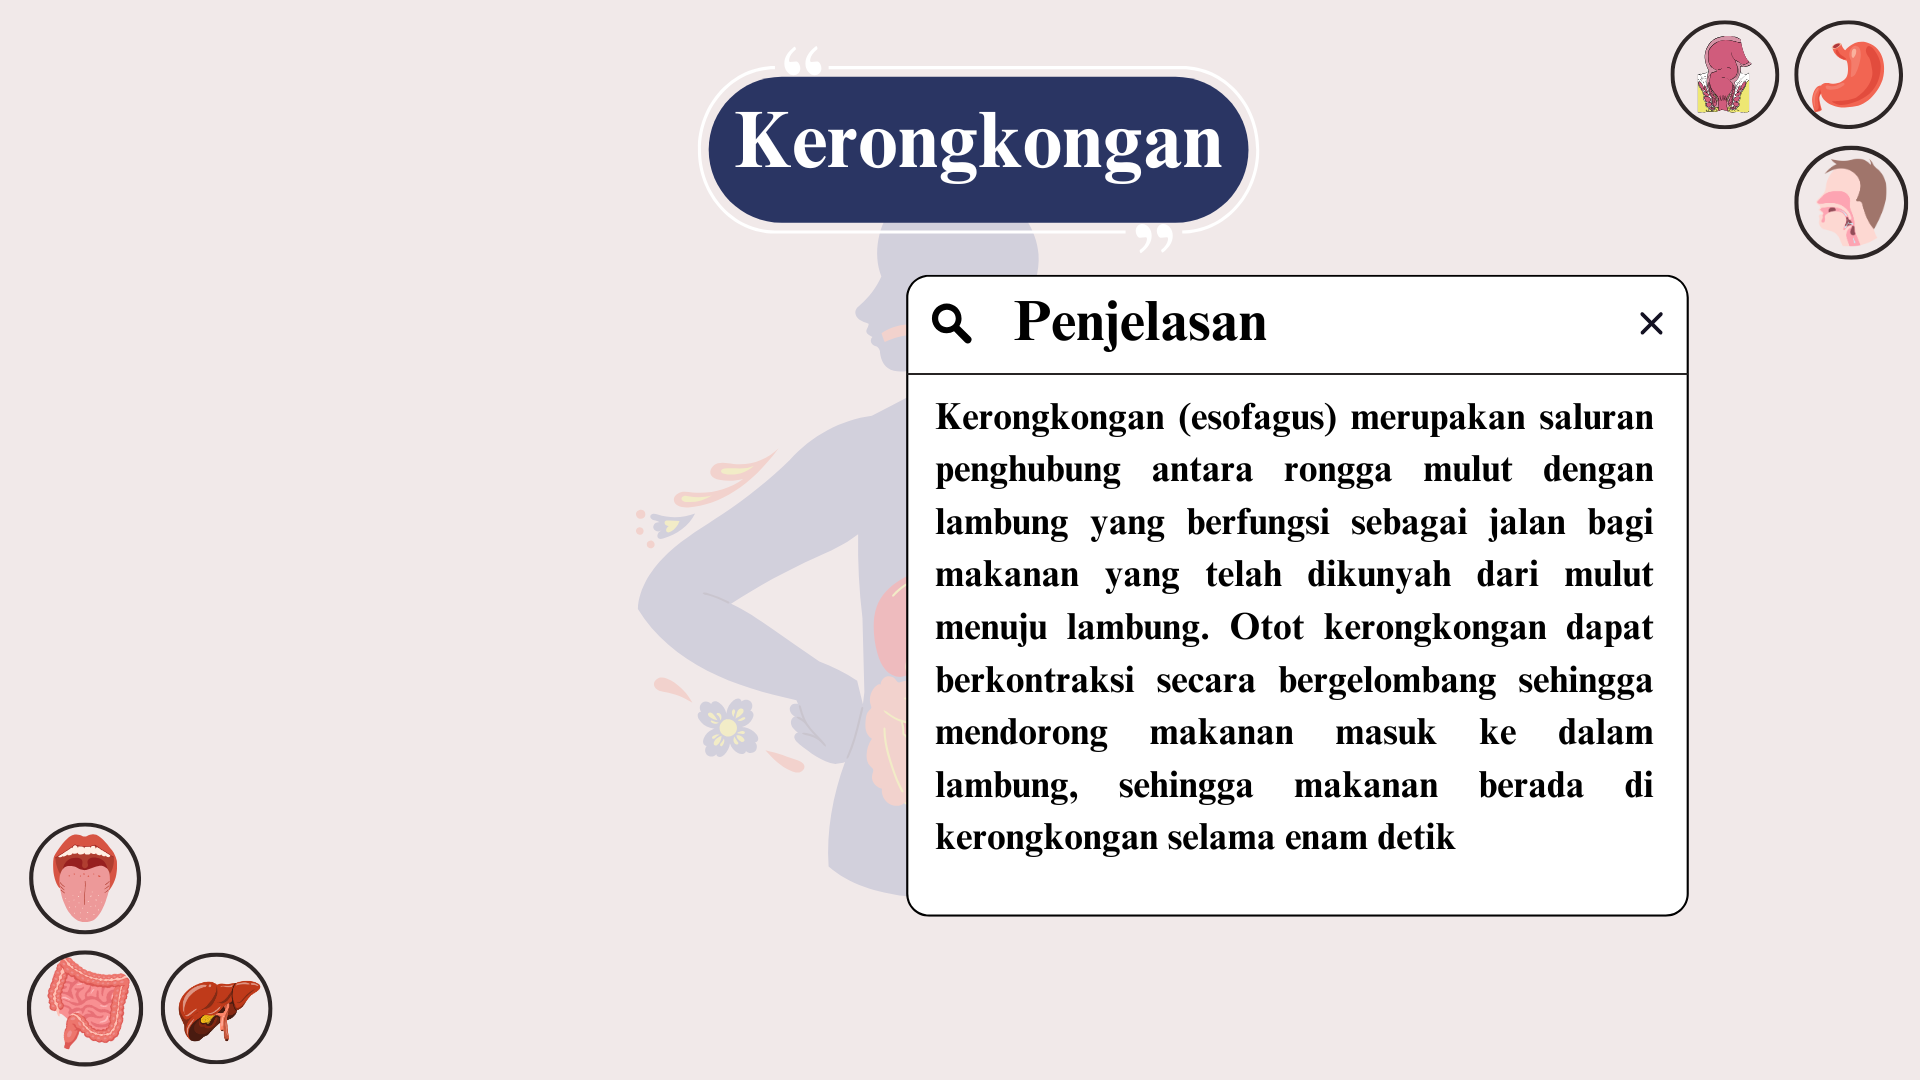 Kerongkongan
Penjelasan
Kerongkongan (esofagus) merupakan saluran
penghubung antara rongga mulut dengan
lambung yang berfungsi sebagai jalan bagi
makanan yang telah dikunyah dari mulut
menuju lambung. Otot kerongkongan dapat
berkontraksi secara bergelombang sehingga
mendorong makanan masuk ke dalam
lambung, sehingga makanan berada di
kerongkongan selama enam detik